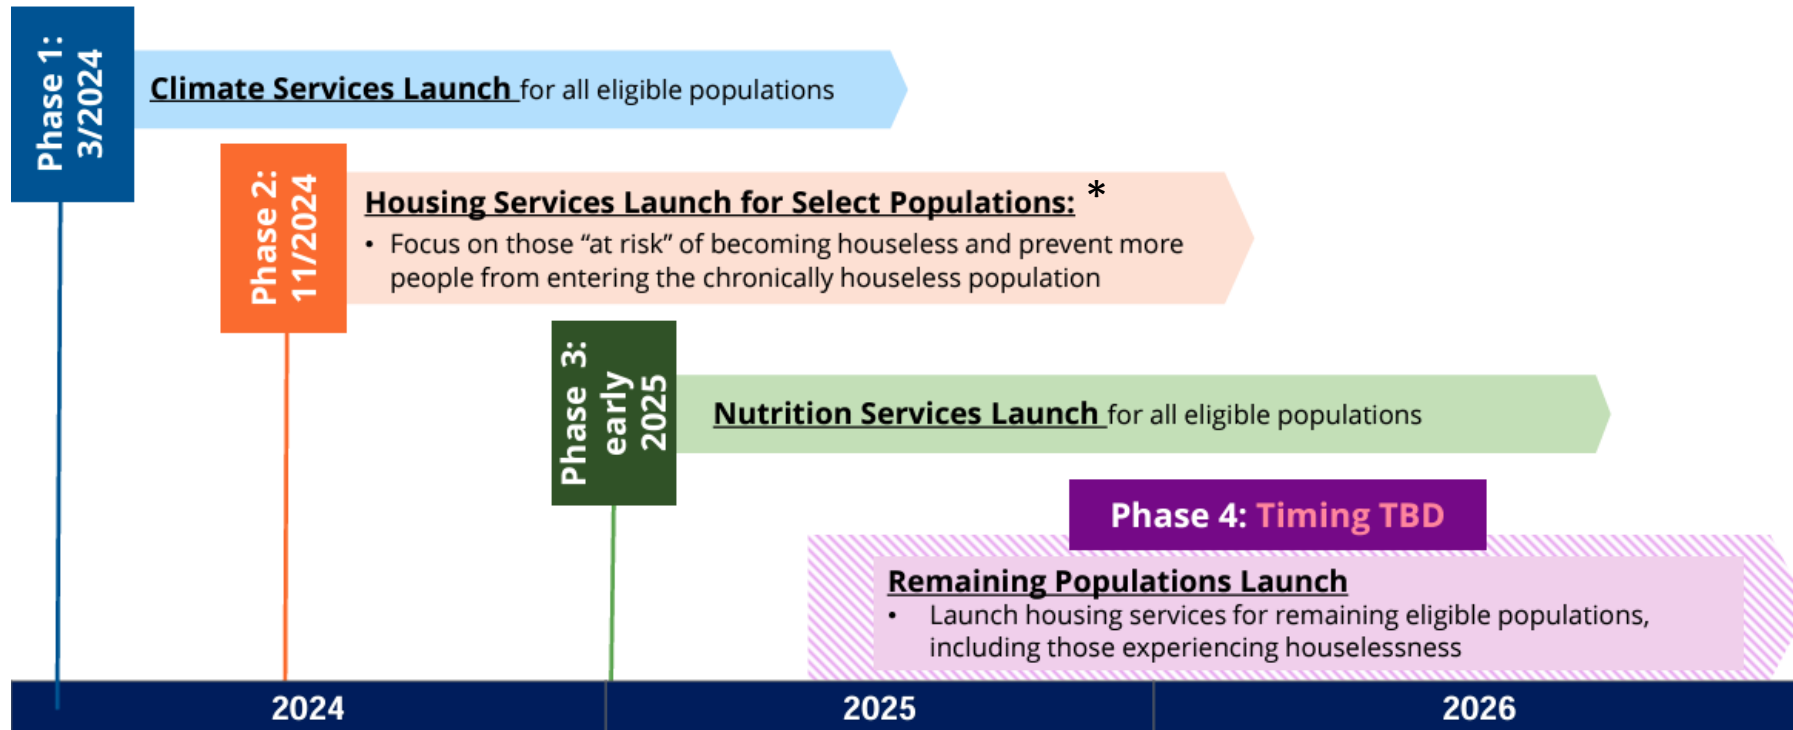 Phase 1:
3/2024
Climate Services Launch for all eligible populations
Phase 2:
11/2024
Housing Services Launch for Select Populations: *
• Focus on those “at risk” of becoming houseless and prevent more
people from entering the chronically houseless population
Phase 3:
early
2025
Nutrition Services Launch for all eligible populations
Phase 4: Timing TBD
Remaining Populations Launch
• Launch housing services for remaining eligible populations,
including those experiencing houselessness
2024
2025
2026